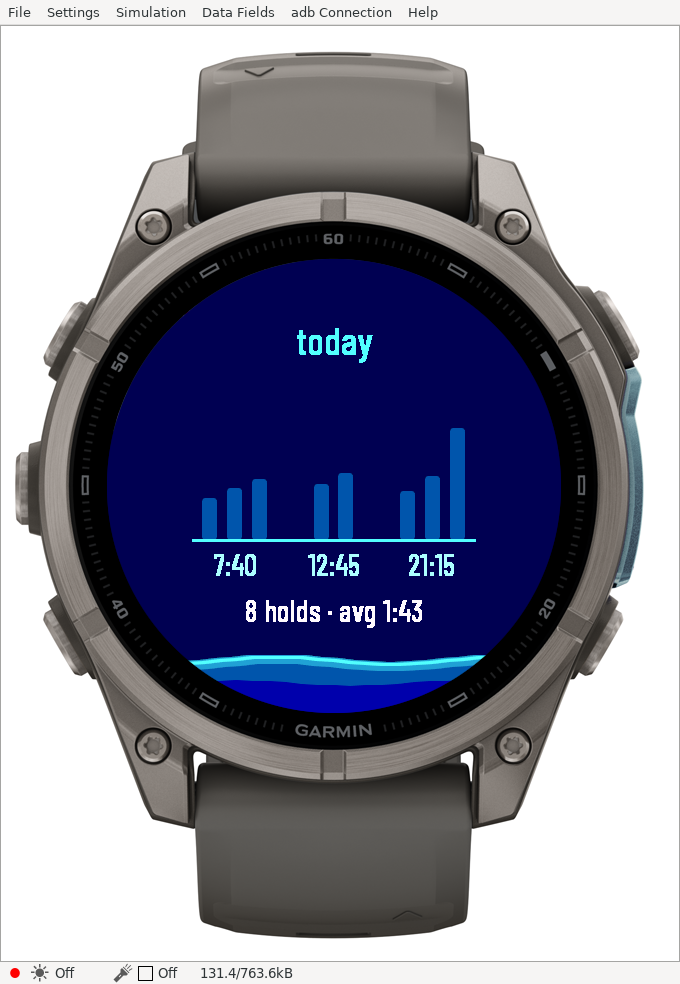 File Settings Simulation Data Fields adb Connection Help
60
50
today
7:40 12:45 21:15
8 holds · avg 1:43
40 20
GARMIN
Off Off 131.4/763.6kB